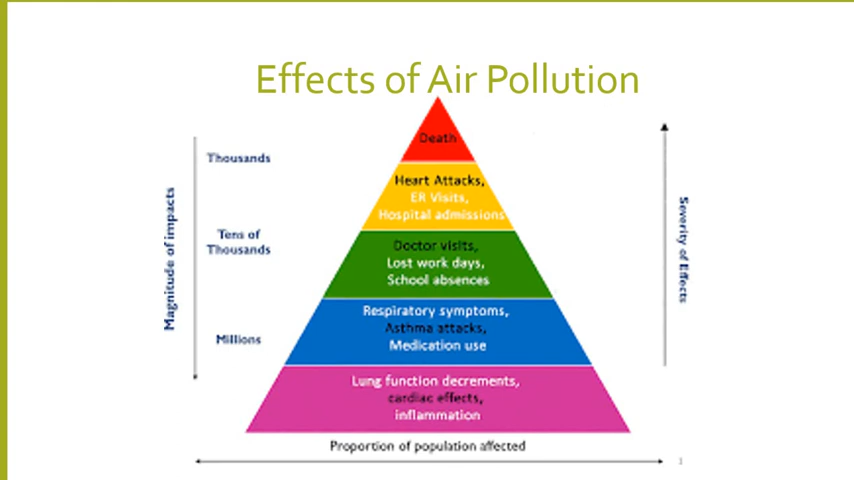 Effects of Air Pollution
Death
Thousands
Heart Attacks,
ER Visits,
Hospital admissions
Magnitude of impacts
Tens of
Thousands
Severity of Effects
Doctor visits,
Lost work days,
School absences
Respiratory symptoms,
Asthma attacks,
Medication use
Millions
Lung function decrements,
cardiac effects,
inflammation
Proportion of population affected